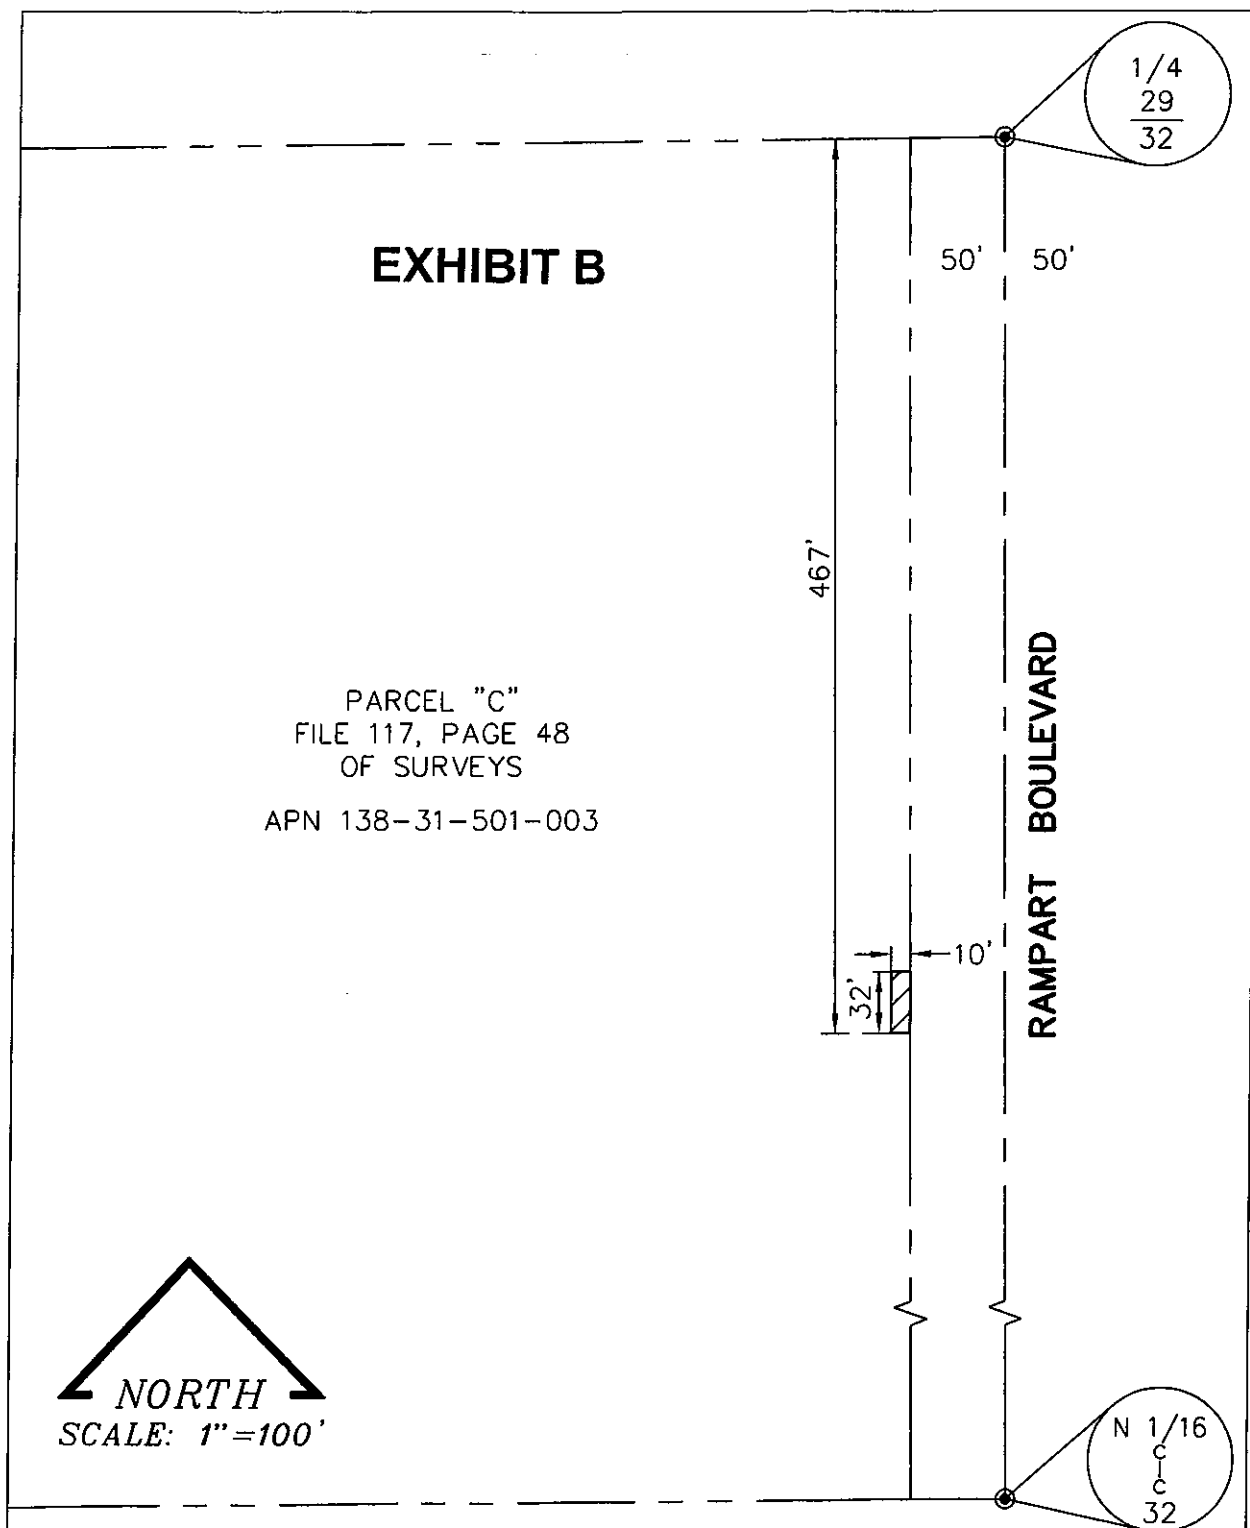 1/4
29
32
EXHIBIT B
50' 50'
467'
PARCEL "C"
FILE 117, PAGE 48
OF SURVEYS
APN 138-31-501-003
RAMPART BOULEVARD
10'
32'
NORTH
SCALE: 1"=100'
N 1/16
C
C
32